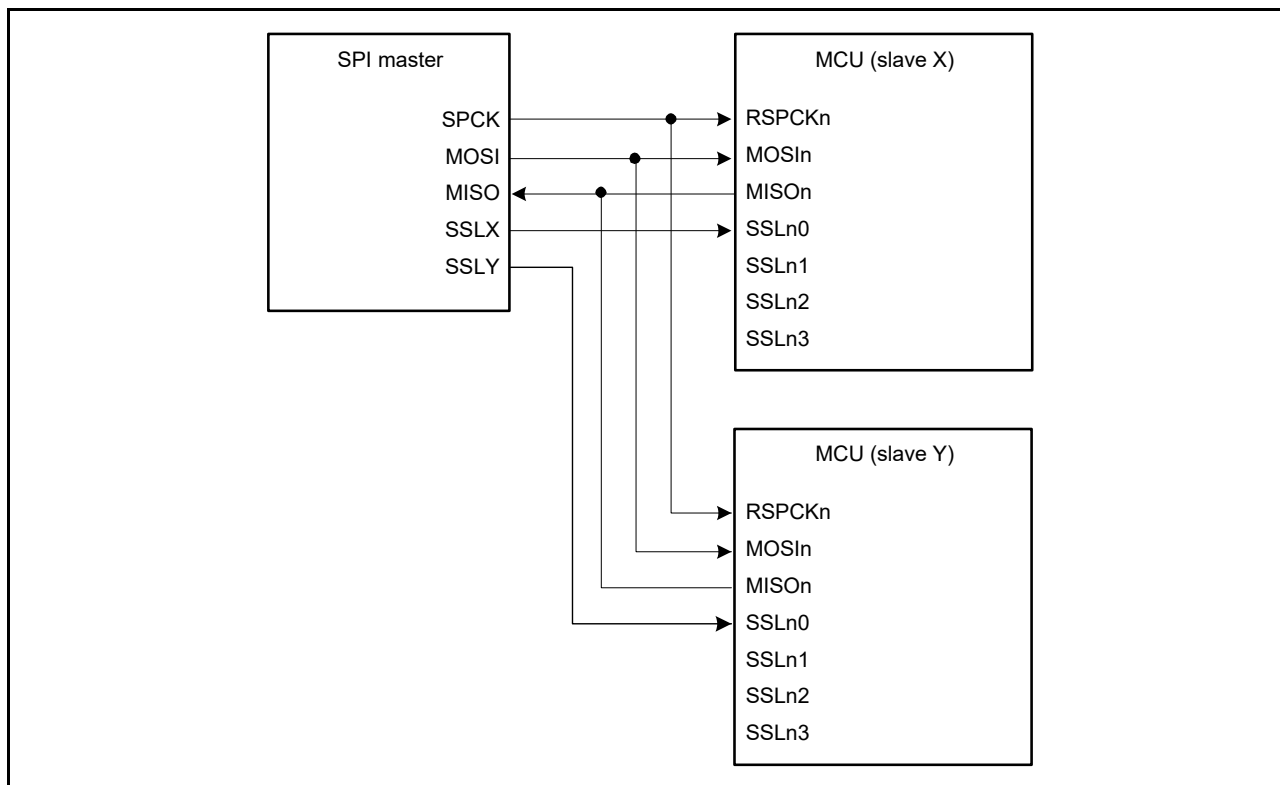 SPI master
SPCK
MOSI
MISO
SSLX
SSLY
MCU (slave X)
RSPCKn
MOSIn
MISOn
SSLn0
SSLn1
SSLn2
SSLn3
MCU (slave Y)
RSPCKn
MOSIn
MISOn
SSLn0
SSLn1
SSLn2
SSLn3